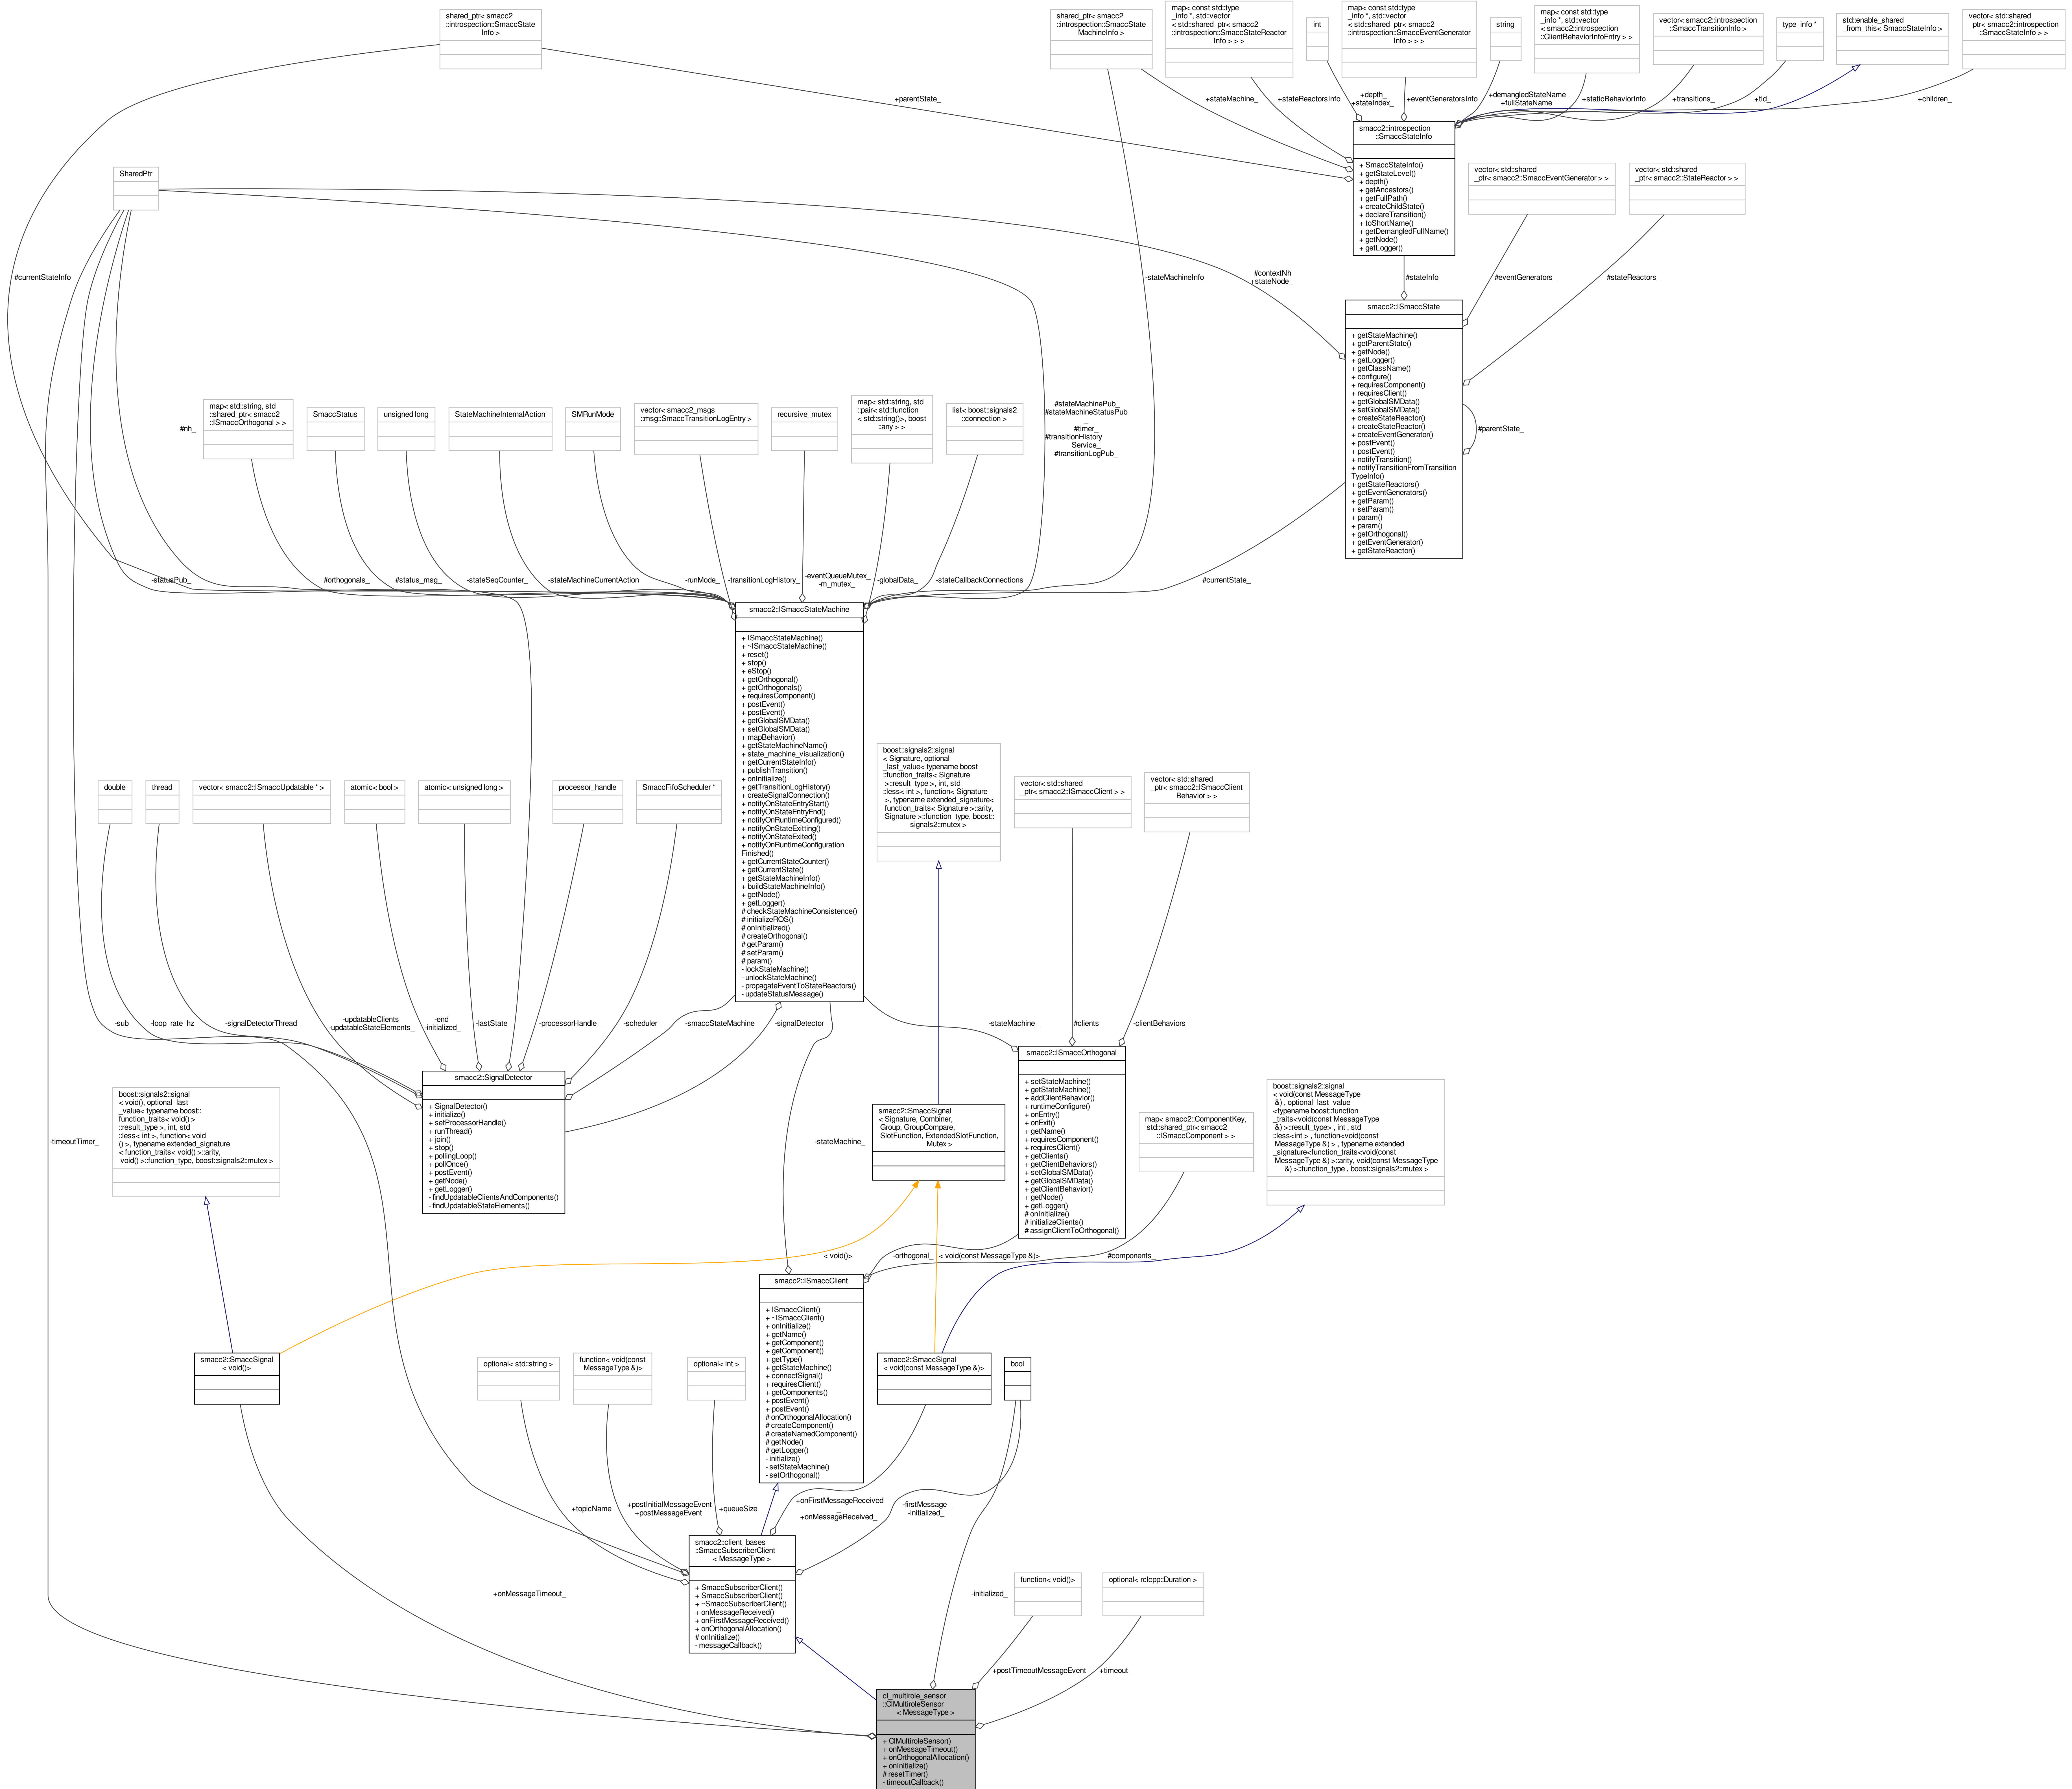 shared_ptr< smacc2
::introspection::SmaccState
Info >
shared_ptr< smacc2
::introspection::SmaccState
MachineInfo >
map< const std::type
_info *, std::vector
< std::shared_ptr< smacc2
::introspection::SmaccStateReactor
Info > > >
int
map< const std::type
_info *, std::vector
< std::shared_ptr< smacc2
::introspection::SmaccEventGenerator
Info > > >
string
map< const std::type
_info *, std::vector
< smacc2::introspection
::ClientBehaviorInfoEntry > >
vector< smacc2::introspection
::SmaccTransitionInfo >
type_info *
std::enable_shared
_from_this< SmaccStateInfo >
vector< std::shared
_ptr< smacc2::introspection
::SmaccStateInfo > >
+parentState_
+stateMachine_
+stateReactorsInfo
+depth_
+stateIndex_
+eventGeneratorsInfo
+demangledStateName
+fullStateName
+staticBehaviorInfo
+transitions_
+tid_
+children_
smacc2::introspection
::SmaccStateInfo
+ SmaccStateInfo()
+ getStateLevel()
+ depth()
+ getAncestors()
+ getFullPath()
+ createChildState()
+ declareTransition()
+ toShortName()
+ getDemangledFullName()
+ getNode()
+ getLogger()
SharedPtr
vector< std::shared
_ptr< smacc2::SmaccEventGenerator > >
vector< std::shared
_ptr< smacc2::StateReactor > >
#currentStateInfo_
-stateMachineInfo_
#contextNh
+stateNode_
#stateInfo_
#eventGenerators_
#stateReactors_
smacc2::ISmaccState
+ getStateMachine()
+ getParentState()
+ getNode()
+ getLogger()
+ getClassName()
+ configure()
+ requiresComponent()
+ requiresClient()
+ getGlobalSMData()
+ setGlobalSMData()
+ createStateReactor()
+ createStateReactor()
+ createEventGenerator()
+ postEvent()
+ postEvent()
+ notifyTransition()
+ notifyTransitionFromTransition
TypeInfo()
+ getStateReactors()
+ getEventGenerators()
+ getParam()
+ setParam()
+ param()
+ param()
+ getOrthogonal()
+ getEventGenerator()
+ getStateReactor()
#parentState_
#nh_
map< std::string, std
::shared_ptr< smacc2
::ISmaccOrthogonal > >
SmaccStatus
unsigned long
StateMachineInternalAction
SMRunMode
vector< smacc2_msgs
::msg::SmaccTransitionLogEntry >
recursive_mutex
map< std::string, std
::pair< std::function
< std::string()>, boost
::any > >
list< boost::signals2
::connection >
#stateMachinePub_
#stateMachineStatusPub
_
#timer_
#transitionHistory
Service_
#transitionLogPub_
-statusPub_
#orthogonals_
#status_msg_
-stateSeqCounter_
-stateMachineCurrentAction
-runMode_
-transitionLogHistory_
-eventQueueMutex_
-m_mutex_
-globalData_
-stateCallbackConnections
#currentState_
smacc2::ISmaccStateMachine
+ ISmaccStateMachine()
+ ~ISmaccStateMachine()
+ reset()
+ stop()
+ eStop()
+ getOrthogonal()
+ getOrthogonals()
+ requiresComponent()
+ postEvent()
+ postEvent()
+ getGlobalSMData()
+ setGlobalSMData()
+ mapBehavior()
+ getStateMachineName()
+ state_machine_visualization()
+ getCurrentStateInfo()
+ publishTransition()
+ onInitialize()
+ getTransitionLogHistory()
+ createSignalConnection()
+ notifyOnStateEntryStart()
+ notifyOnStateEntryEnd()
+ notifyOnRuntimeConfigured()
+ notifyOnStateExitting()
+ notifyOnStateExited()
+ notifyOnRuntimeConfiguration
Finished()
+ getCurrentStateCounter()
+ getCurrentState()
+ getStateMachineInfo()
+ buildStateMachineInfo()
+ getNode()
+ getLogger()
# checkStateMachineConsistence()
# initializeROS()
# onInitialized()
# createOrthogonal()
# getParam()
# setParam()
# param()
- lockStateMachine()
- unlockStateMachine()
- propagateEventToStateReactors()
- updateStatusMessage()
double
thread
vector< smacc2::ISmaccUpdatable * >
atomic< bool >
atomic< unsigned long >
processor_handle
SmaccFifoScheduler *
boost::signals2::signal
< Signature, optional
_last_value< typename boost
::function_traits< Signature
>::result_type >, int, std
::less< int >, function< Signature
>, typename extended_signature<
function_traits< Signature >::arity,
Signature >::function_type, boost::
signals2::mutex >
vector< std::shared
_ptr< smacc2::ISmaccClient > >
vector< std::shared
_ptr< smacc2::ISmaccClient
Behavior > >
-sub_
-loop_rate_hz
-signalDetectorThread_
-updatableClients_
-updatableStateElements_
-end_
-initialized_
-lastState_
-processorHandle_
-scheduler_
-smaccStateMachine_
-signalDetector_
-stateMachine_
#clients_
-clientBehaviors_
smacc2::SignalDetector
+ SignalDetector()
+ initialize()
+ setProcessorHandle()
+ runThread()
+ join()
+ stop()
+ pollingLoop()
+ pollOnce()
+ postEvent()
+ getNode()
+ getLogger()
- findUpdatableClientsAndComponents()
- findUpdatableStateElements()
smacc2::ISmaccOrthogonal
+ setStateMachine()
+ getStateMachine()
+ addClientBehavior()
+ runtimeConfigure()
+ onEntry()
+ onExit()
+ getName()
+ requiresComponent()
+ requiresClient()
+ getClients()
+ getClientBehaviors()
+ setGlobalSMData()
+ getGlobalSMData()
+ getClientBehavior()
+ getNode()
+ getLogger()
# onInitialize()
# initializeClients()
# assignClientToOrthogonal()
boost::signals2::signal
< void(), optional_last
_value< typename boost::
function_traits< void() >
::result_type >, int, std
::less< int >, function< void
() >, typename extended_signature
< function_traits< void() >::arity,
void() >::function_type, boost::signals2::mutex >
smacc2::SmaccSignal
< Signature, Combiner,
Group, GroupCompare,
SlotFunction, ExtendedSlotFunction,
Mutex >
map< smacc2::ComponentKey,
std::shared_ptr< smacc2
::ISmaccComponent > >
boost::signals2::signal
< void(const MessageType
&) , optional_last_value
<typename boost::function
_traits<void(const MessageType
&) >::result_type> , int , std
::less<int > , function<void(const
MessageType &) > , typename extended
_signature<function_traits<void(const
MessageType &) >::arity, void(const MessageType
&) >::function_type , boost::signals2::mutex >
-timeoutTimer_
-stateMachine_
< void()>
-orthogonal_
< void(const MessageType &)>
#components_
smacc2::ISmaccClient
+ ISmaccClient()
+ ~ISmaccClient()
+ onInitialize()
+ getName()
+ getComponent()
+ getComponent()
+ getType()
+ getStateMachine()
+ connectSignal()
+ requiresClient()
+ getComponents()
+ postEvent()
+ postEvent()
# onOrthogonalAllocation()
# createComponent()
# createNamedComponent()
# getNode()
# getLogger()
- initialize()
- setStateMachine()
- setOrthogonal()
smacc2::SmaccSignal
< void()>
optional< std::string >
function< void(const
MessageType &)>
optional< int >
smacc2::SmaccSignal
< void(const MessageType &)>
bool
+topicName
+postInitialMessageEvent
+postMessageEvent
+queueSize
+onFirstMessageReceived
_
+onMessageReceived_
-firstMessage_
-initialized_
smacc2::client_bases
::SmaccSubscriberClient
< MessageType >
+ SmaccSubscriberClient()
+ SmaccSubscriberClient()
+ ~SmaccSubscriberClient()
+ onMessageReceived()
+ onFirstMessageReceived()
+ onOrthogonalAllocation()
# onInitialize()
- messageCallback()
+onMessageTimeout_
-initialized_
function< void()>
optional< rclcpp::Duration >
+postTimeoutMessageEvent
+timeout_
cl_multirole_sensor
::ClMultiroleSensor
< MessageType >
+ ClMultiroleSensor()
+ onMessageTimeout()
+ onOrthogonalAllocation()
+ onInitialize()
# resetTimer()
- timeoutCallback()